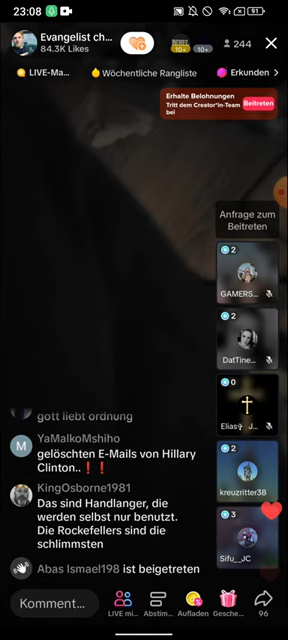 23:08
91
Evangelist ch...
84.3K Likes
10+
10+
244
LIVE-Ma...
Wöchentliche Rangliste
Erkunden
Erhalte Belohnungen
Tritt dem Creator*in-Team
bei
Beitreten
Anfrage zum
Beitreten
2
GAMERS...
2
DatTine...
0
Elias✞ J...
2
kreuzritter38
3
Sifu_JC
gott liebt ordnung
YaMalkoMshiho
gelöschten E-Mails von Hillary
Clinton..❗❗
KingOsborne1981
Das sind Handlanger, die
werden selbst nur benutzt.
Die Rockefellers sind die
schlimmsten
Abas Ismael198 ist beigetreten
Komment...
LIVE mi...
Abstim...
Aufladen
Gesche...
96